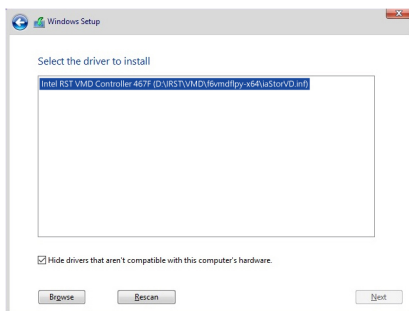 Windows Setup
Select the driver to install
Intel RST VMD Controller 467F (D:\IRST\VMD\f6vmdflpy-x64\iaStorVD.inf)
Hide drivers that aren't compatible with this computer's hardware.
Browse Rescan Next